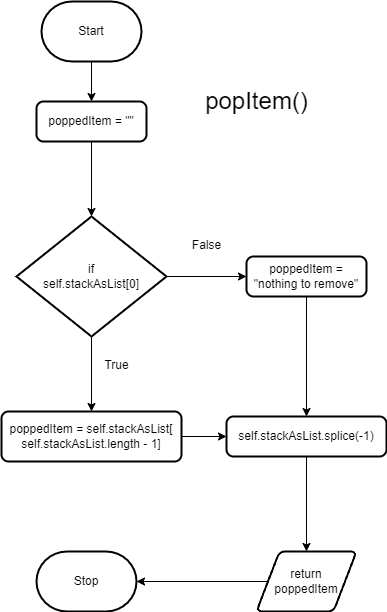 Start
popItem()
poppedItem = ""
if
self.stackAsList[0]
False
poppedItem =
"nothing to remove"
True
poppedItem = self.stackAsList[
self.stackAsList.length - 1]
self.stackAsList.splice(-1)
Stop
return
poppedItem